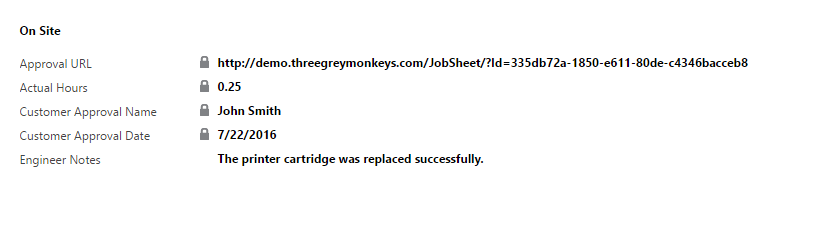 On Site
Approval URL http://demo.threegreymonkeys.com/JobSheet/?Id=335db72a-1850-e611-80de-c4346bacceb8
Actual Hours 0.25
Customer Approval Name John Smith
Customer Approval Date 7/22/2016
Engineer Notes The printer cartridge was replaced successfully.